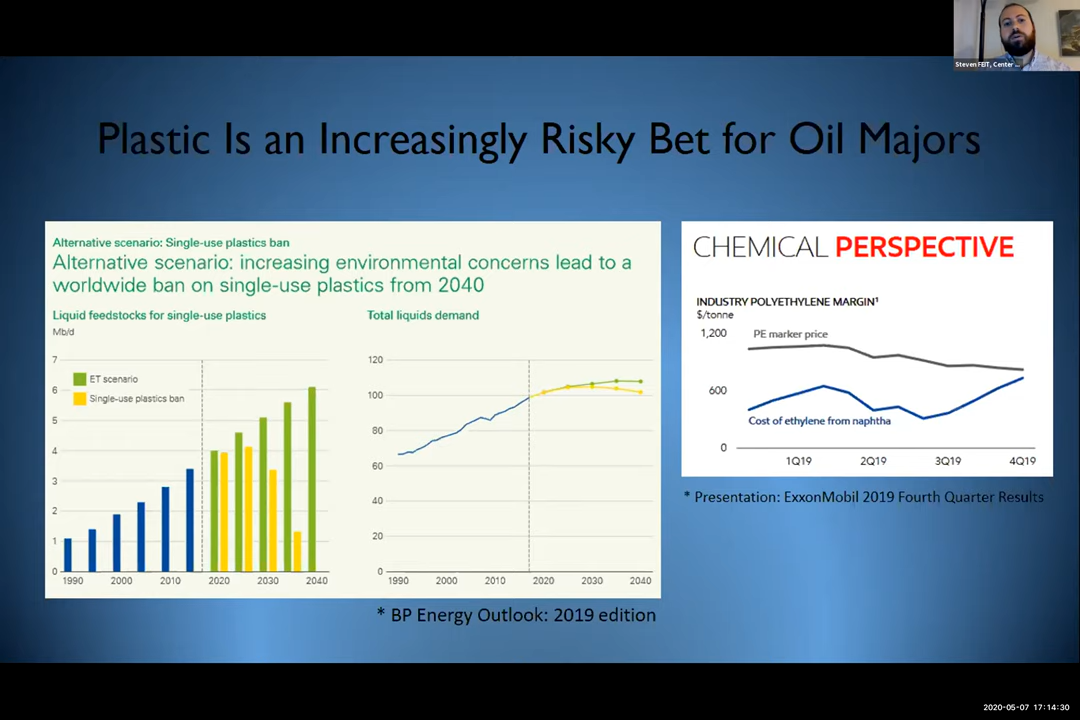 Steven FEIT, Center ...
Plastic Is an Increasingly Risky Bet for Oil Majors
Alternative scenario: Single-use plastics ban
Alternative scenario: increasing environmental concerns lead to a
worldwide ban on single-use plastics from 2040
Liquid feedstocks for single-use plastics
Mb/d
7
6
5
4
3
2
1
0
ET scenario
Single-use plastics ban
1990
2000
2010
2020
2030
2040
Total liquids demand
120
100
80
60
40
20
0
1990
2000
2010
2020
2030
2040
* BP Energy Outlook: 2019 edition
CHEMICAL PERSPECTIVE
INDUSTRY POLYETHYLENE MARGIN¹
$/tonne
1,200
600
0
PE marker price
Cost of ethylene from naphtha
1Q19
2Q19
3Q19
4Q19
* Presentation: ExxonMobil 2019 Fourth Quarter Results
2020-05-07 17:14:30